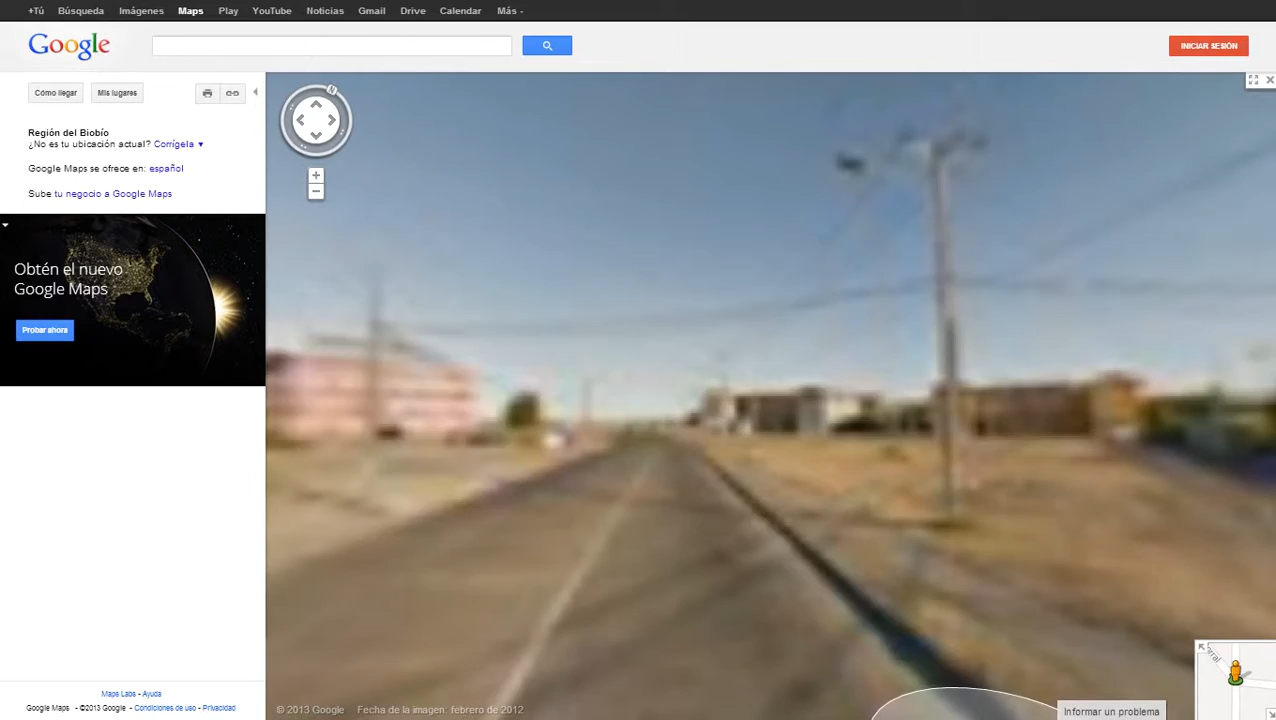 +Tú Búsqueda Imágenes Maps Play YouTube Noticias Gmail Drive Calendar Más
Google
INICIAR SESIÓN
Cómo llegar Mis lugares
Región del Biobío
¿No es tu ubicación actual? Corrígela ▼
Google Maps se ofrece en: español
Sube tu negocio a Google Maps
Obtén el nuevo
Google Maps
Probar ahora
N
Maps Labs - Ayuda
Google Maps - ©2013 Google - Condiciones de uso - Privacidad
© 2013 Google Fecha de la imagen: febrero de 2012
Informar un problema